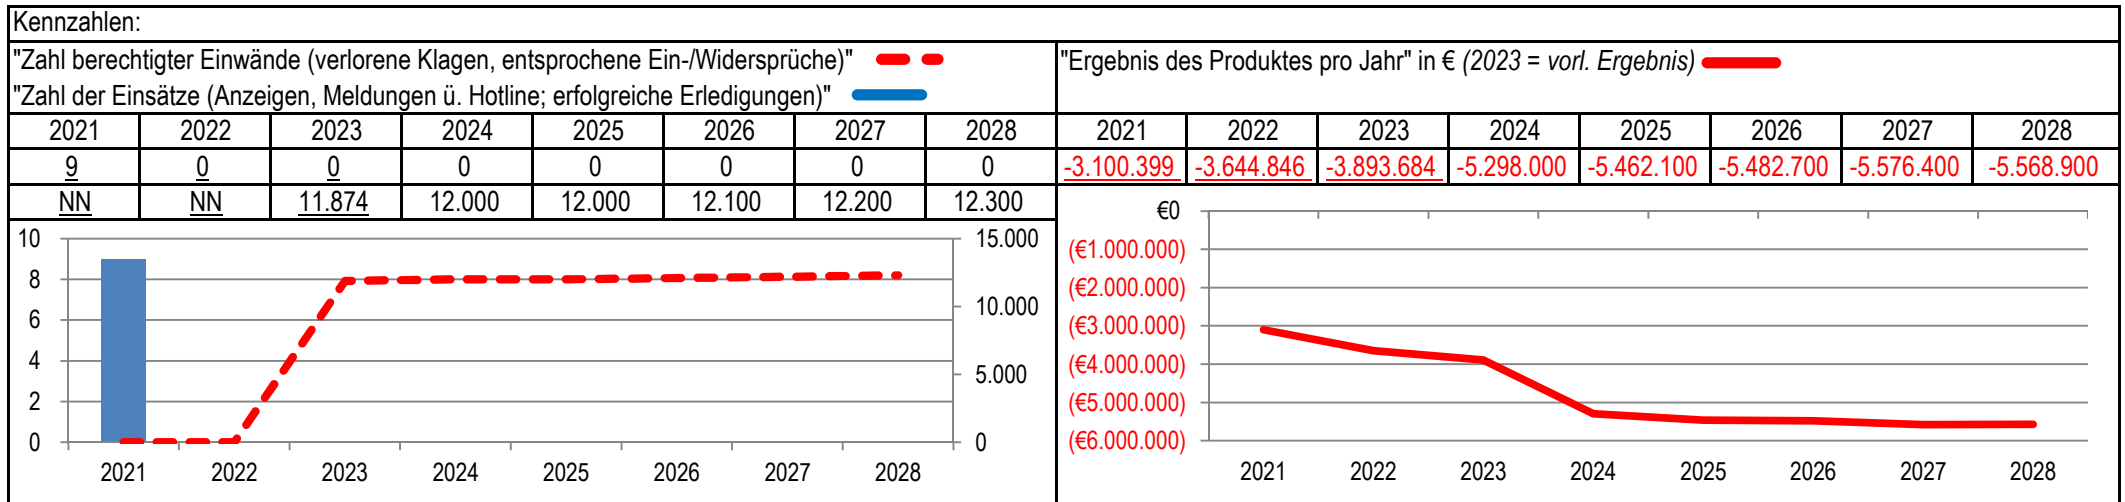 Kennzahlen:
"Zahl berechtigter Einwände (verlorene Klagen, entsprochene Ein-/Widersprüche)"
"Zahl der Einsätze (Anzeigen, Meldungen ü. Hotline; erfolgreiche Erledigungen)"
"Ergebnis des Produktes pro Jahr" in € (2023 = vorl. Ergebnis)
2021 2022 2023 2024 2025 2026 2027 2028
9 0 0 0 0 0 0 0
NN NN 11.874 12.000 12.000 12.100 12.200 12.300
10
8
6
4
2
0
15.000
10.000
5.000
0
2021 2022 2023 2024 2025 2026 2027 2028
2021 2022 2023 2024 2025 2026 2027 2028
-3.100.399 -3.644.846 -3.893.684 -5.298.000 -5.462.100 -5.482.700 -5.576.400 -5.568.900
€0
(€1.000.000)
(€2.000.000)
(€3.000.000)
(€4.000.000)
(€5.000.000)
(€6.000.000)
2021 2022 2023 2024 2025 2026 2027 2028